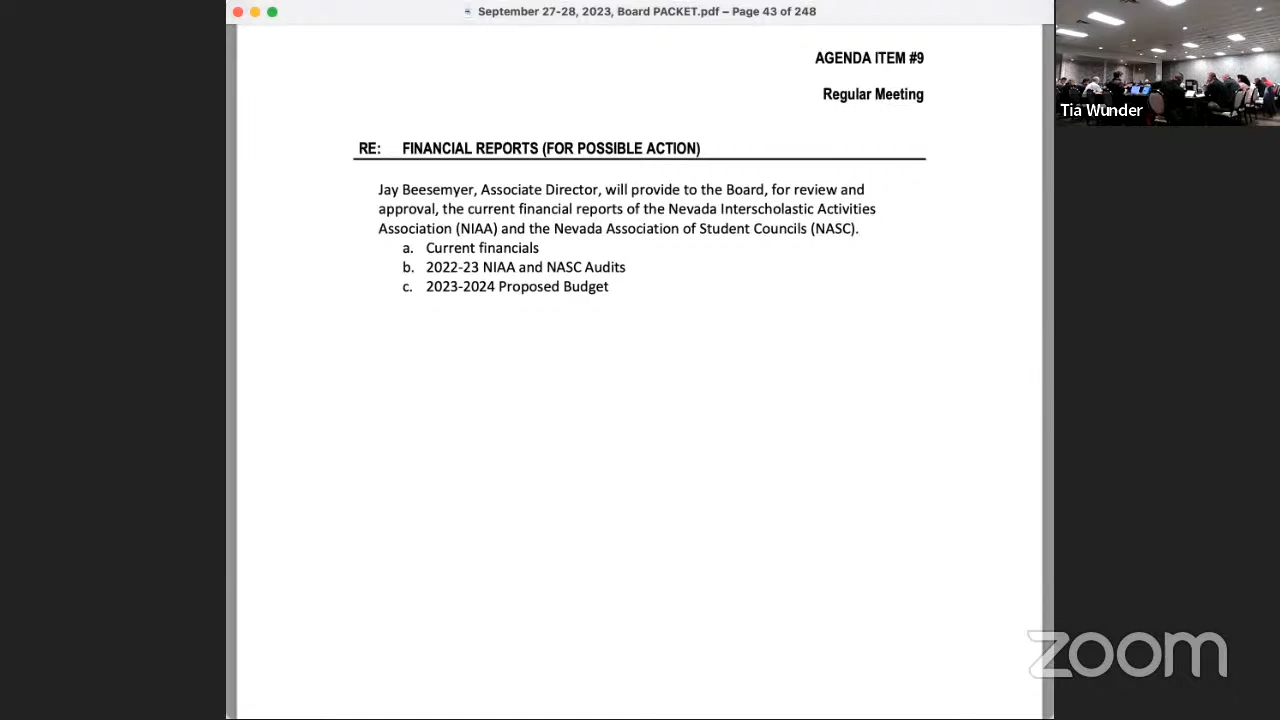 September 27-28, 2023, Board PACKET.pdf – Page 43 of 248
AGENDA ITEM #9
Regular Meeting
RE: FINANCIAL REPORTS (FOR POSSIBLE ACTION)
Jay Beesemyer, Associate Director, will provide to the Board, for review and
approval, the current financial reports of the Nevada Interscholastic Activities
Association (NIAA) and the Nevada Association of Student Councils (NASC).
a. Current financials
b. 2022-23 NIAA and NASC Audits
c. 2023-2024 Proposed Budget
Tia Wunder
zoom